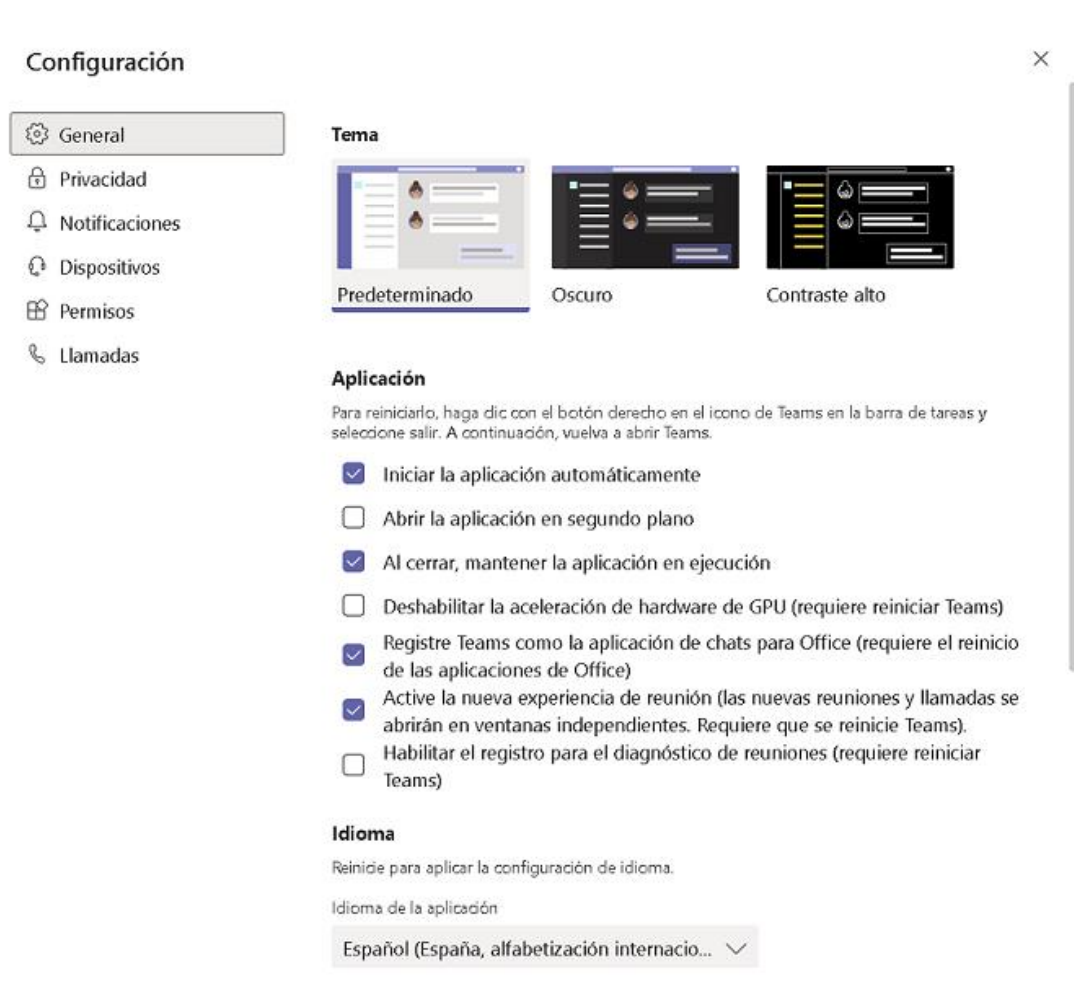 Configuración
General
Privacidad
Notificaciones
Dispositivos
Permisos
Llamadas
Tema
Predeterminado
Oscuro
Contraste alto
Aplicación
Para reiniciarlo, haga clic con el botón derecho en el icono de Teams en la barra de tareas y
seleccione salir. A continuación, vuelva a abrir Teams.
Iniciar la aplicación automáticamente
Abrir la aplicación en segundo plano
Al cerrar, mantener la aplicación en ejecución
Deshabilitar la aceleración de hardware de GPU (requiere reiniciar Teams)
Registre Teams como la aplicación de chats para Office (requiere el reinicio
de las aplicaciones de Office)
Active la nueva experiencia de reunión (las nuevas reuniones y llamadas se
abrirán en ventanas independientes. Requiere que se reinicie Teams).
Habilitar el registro para el diagnóstico de reuniones (requiere reiniciar
Teams)
Idioma
Reinicie para aplicar la configuración de idioma.
Idioma de la aplicación
Español (España, alfabetización internacio...